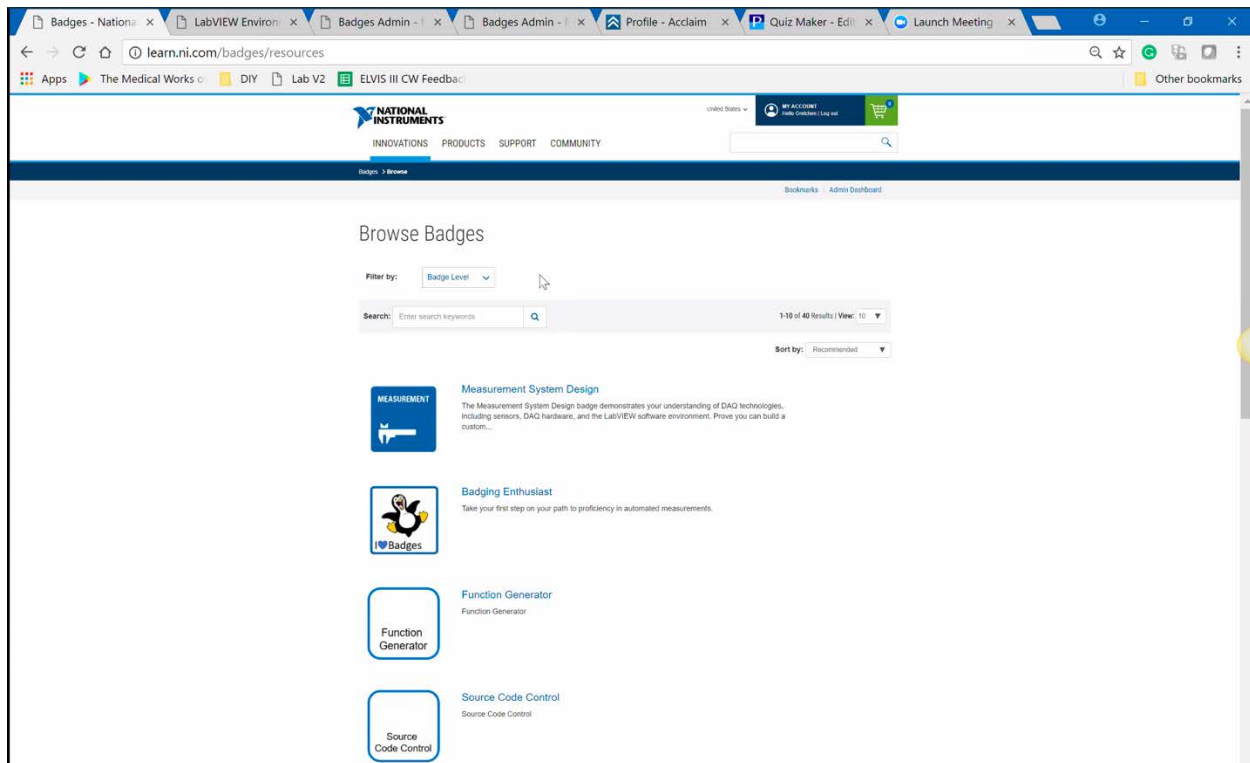 Badges - Nationa
LabVIEW Environ
Badges Admin -
Badges Admin -
Profile - Acclaim
Quiz Maker - Edi
Launch Meeting
learn.ni.com/badges/resources
Apps
The Medical Works o
DIY
Lab V2
ELVIS III CW Feedbac
Other bookmarks
NATIONAL
INSTRUMENTS
United States
MY ACCOUNT
Hello Gretchen | Log out
0
INNOVATIONS PRODUCTS SUPPORT COMMUNITY
Badges > Browse
Bookmarks | Admin Dashboard
Browse Badges
Filter by: Badge Level
Search: Enter search keywords
1-10 of 40 Results | View: 10
Sort by: Recommended
MEASUREMENT
Measurement System Design
The Measurement System Design badge demonstrates your understanding of DAQ technologies,
including sensors, DAQ hardware, and the LabVIEW software environment. Prove you can build a
custom...
I Badges
Badging Enthusiast
Take your first step on your path to proficiency in automated measurements.
Function
Generator
Function Generator
Function Generator
Source
Code Control
Source Code Control
Source Code Control